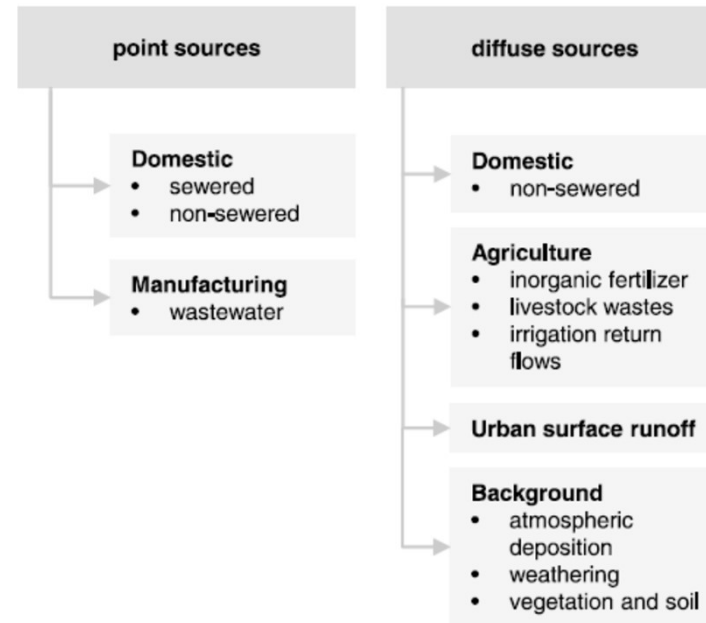 point sources
Domestic
• sewered
• non-sewered
Manufacturing
• wastewater
diffuse sources
Domestic
• non-sewered
Agriculture
• inorganic fertilizer
• livestock wastes
• irrigation return
flows
Urban surface runoff
Background
• atmospheric
deposition
• weathering
• vegetation and soil